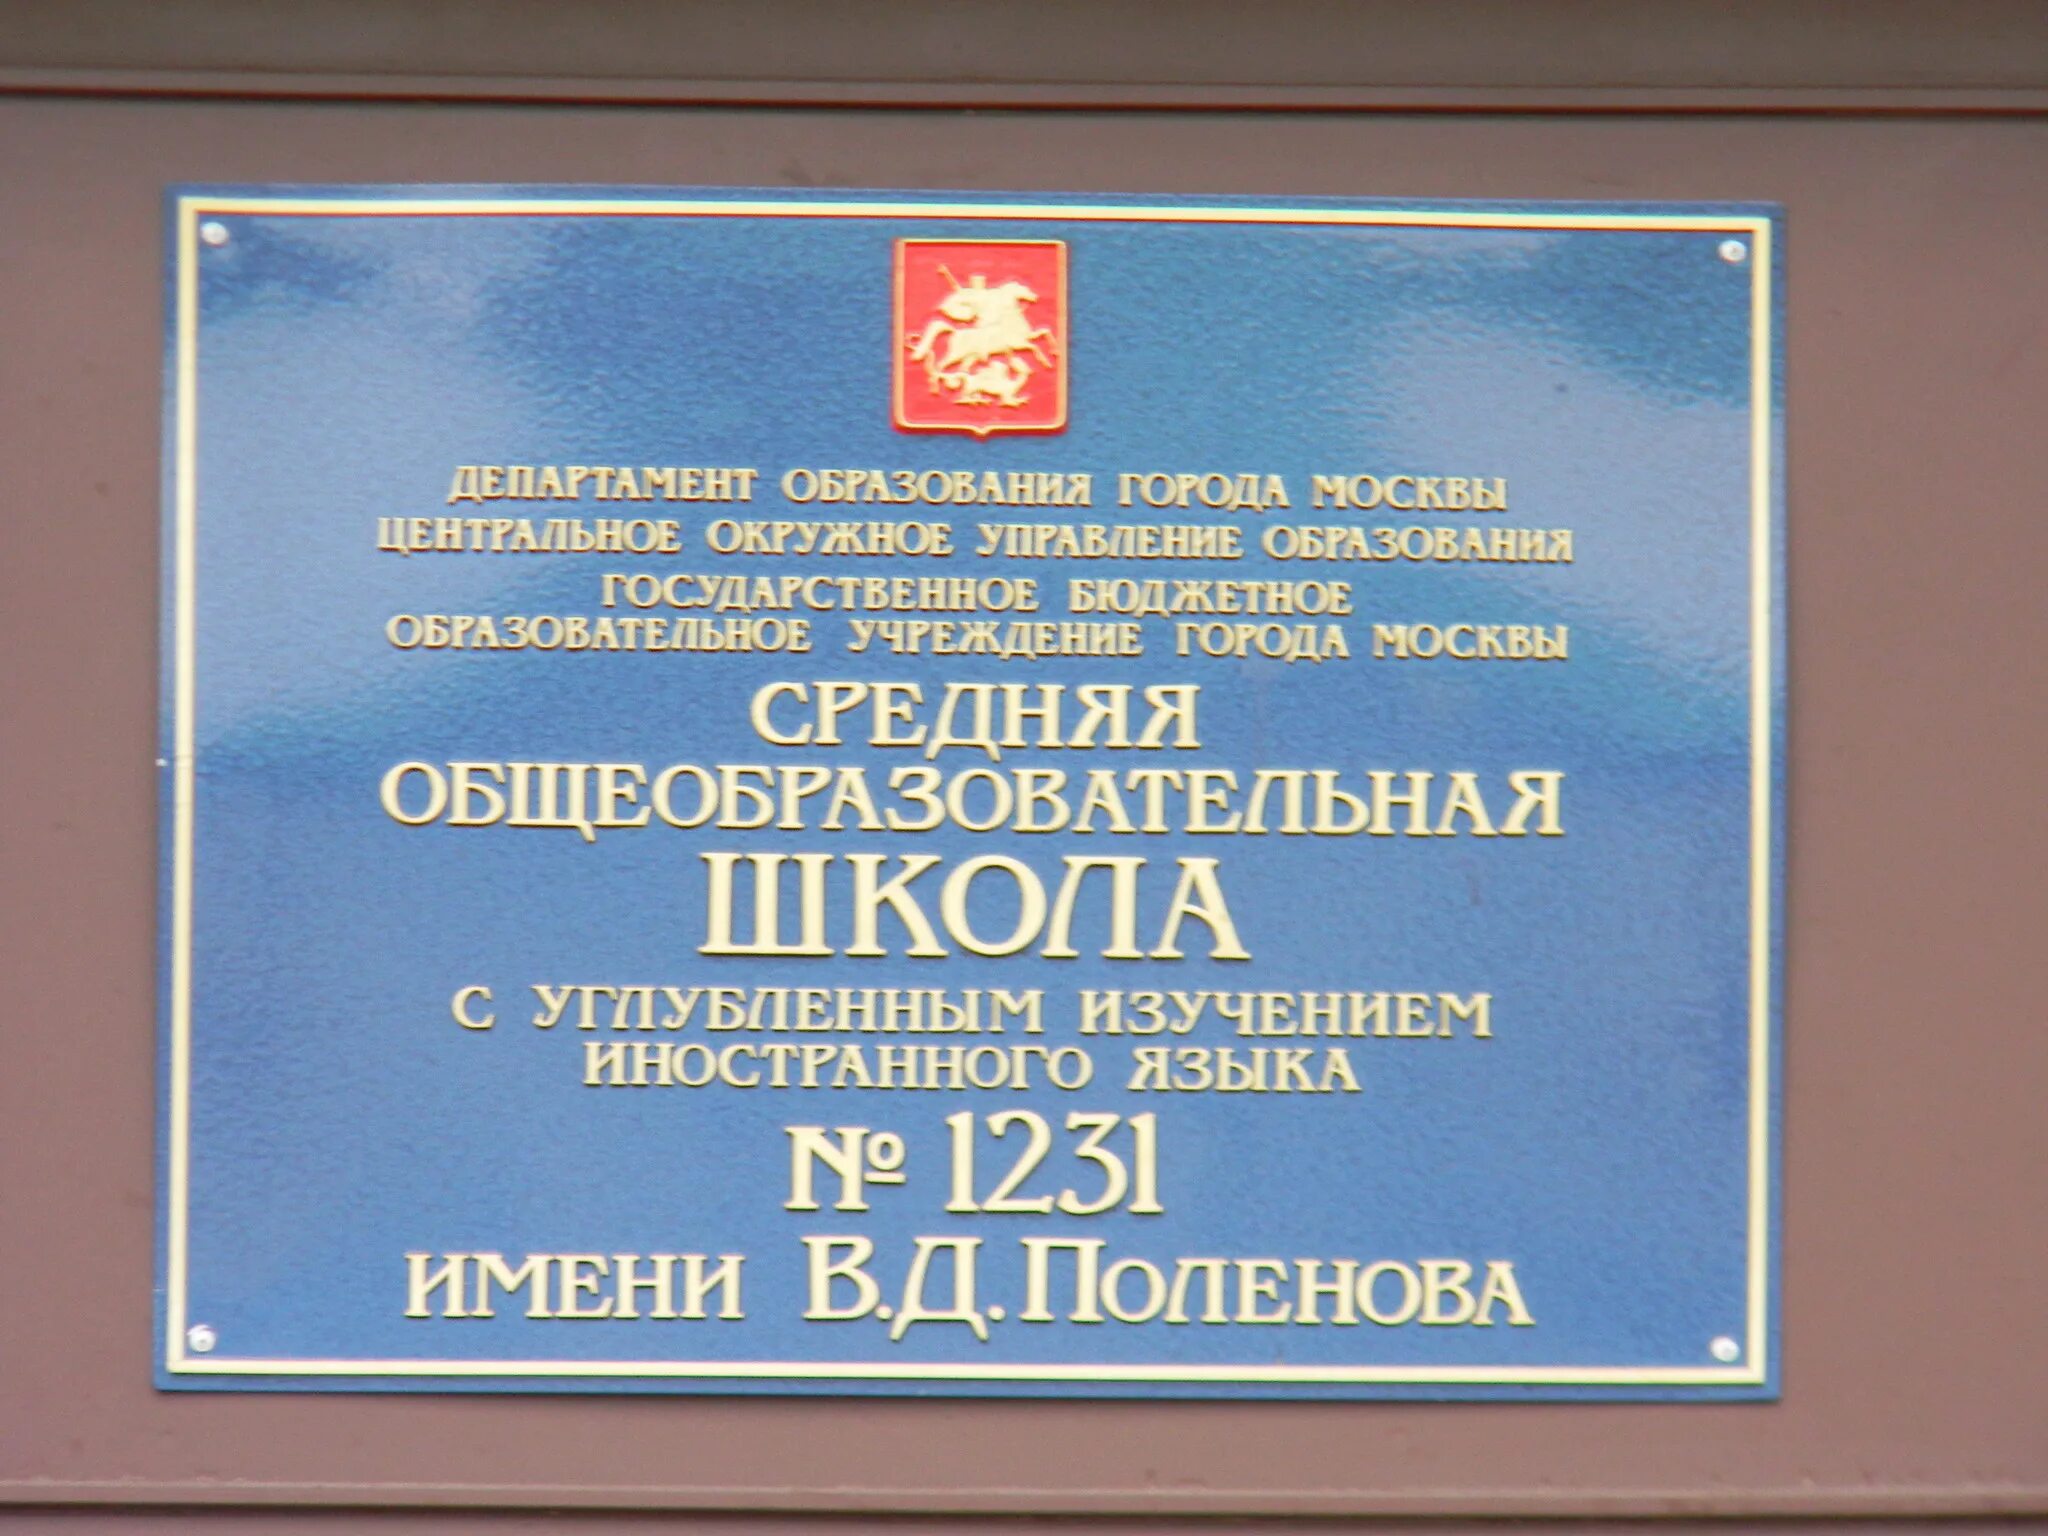 ДЕПАРТАМЕНТ ОБРАЗОВАНИЯ ГОРОДА МОСКВЫ
ЦЕНТРАЛЬНОЕ ОКРУЖНОЕ УПРАВЛЕНИЕ ОБРАЗОВАНИЯ
ГОСУДАРСТВЕННОЕ БЮДЖЕТНОЕ
ОБРАЗОВАТЕЛЬНОЕ УЧРЕЖДЕНИЕ ГОРОДА МОСКВЫ
СРЕДНЯЯ
ОБЩЕОБРАЗОВАТЕЛЬНАЯ
ШКОЛА
С УГЛУБЛЕННЫМ ИЗУЧЕНИЕМ
ИНОСТРАННОГО ЯЗЫКА
№ 1231
ИМЕНИ В.Д.ПОЛЕНОВА